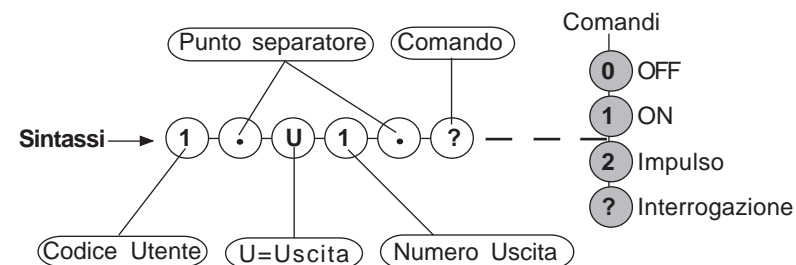 Comandi
Punto separatore
Comando
0 OFF
1 ON
Sintassi 1 . U 1 . ?
2 Impulso
? Interrogazione
Codice Utente
U=Uscita
Numero Uscita